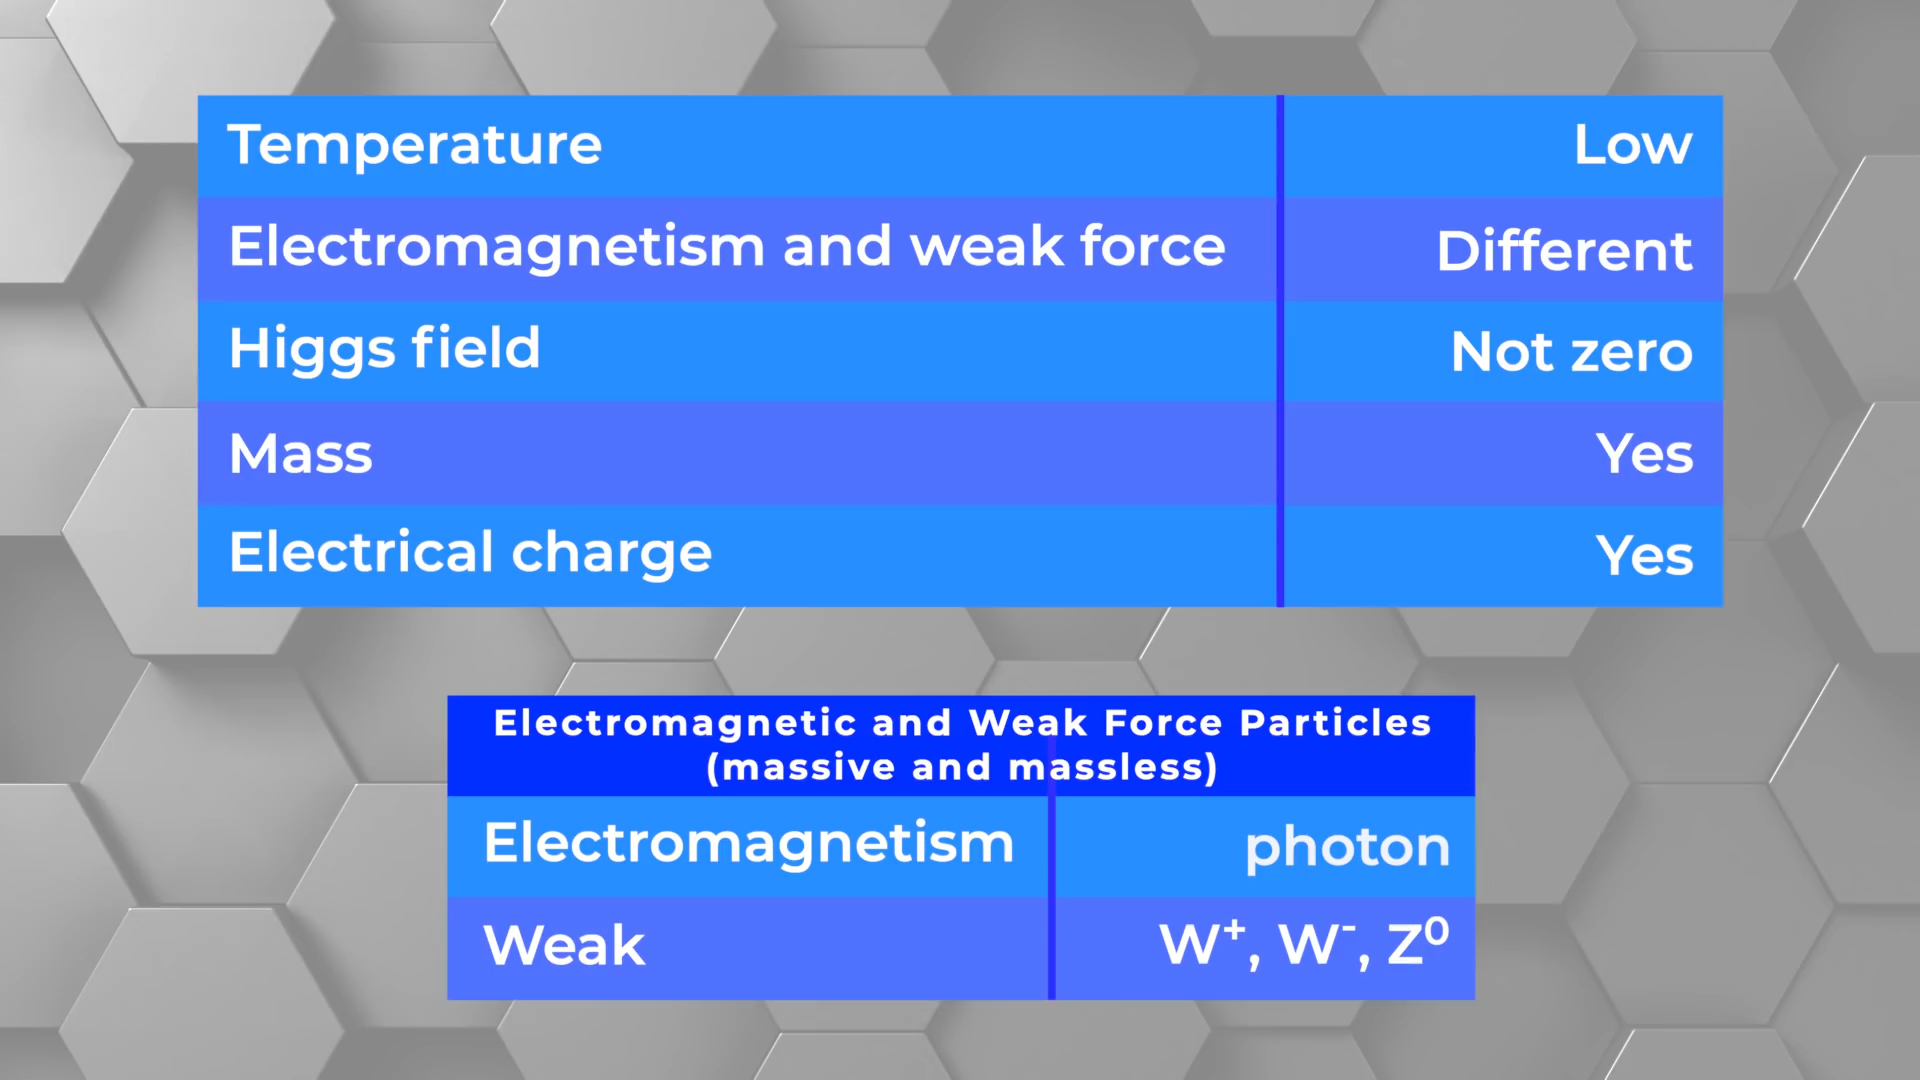 Temperature Low
Electromagnetism and weak force Different
Higgs field Not zero
Mass Yes
Electrical charge Yes
Electromagnetic and Weak Force Particles
(massive and massless)
Electromagnetism photon
Weak W⁺, W⁻, Z⁰